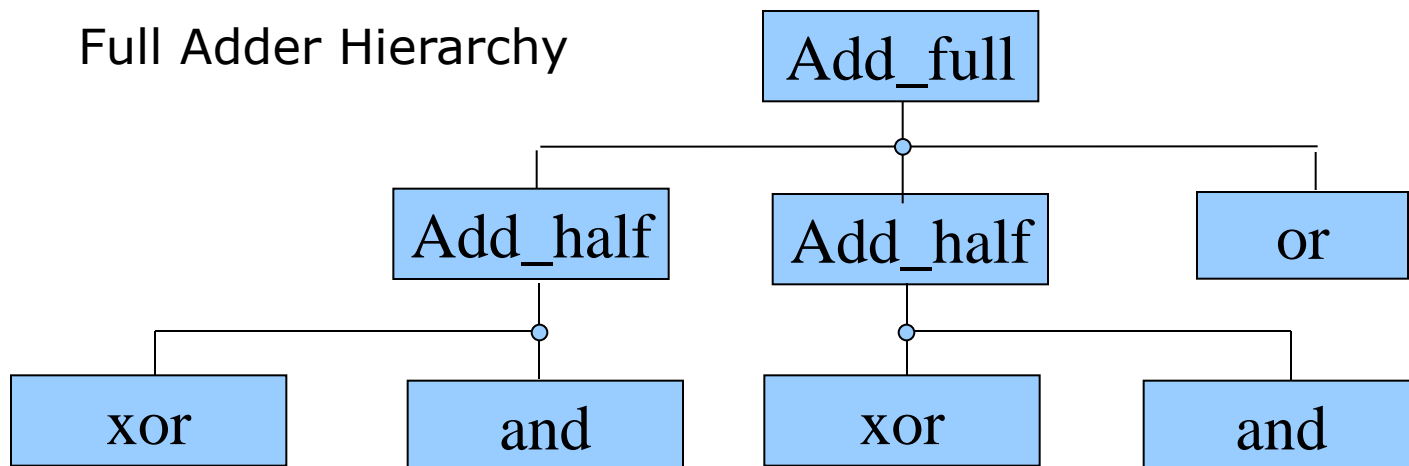 Full Adder Hierarchy
Add_full
Add_half
Add_half
or
xor
and
xor
and